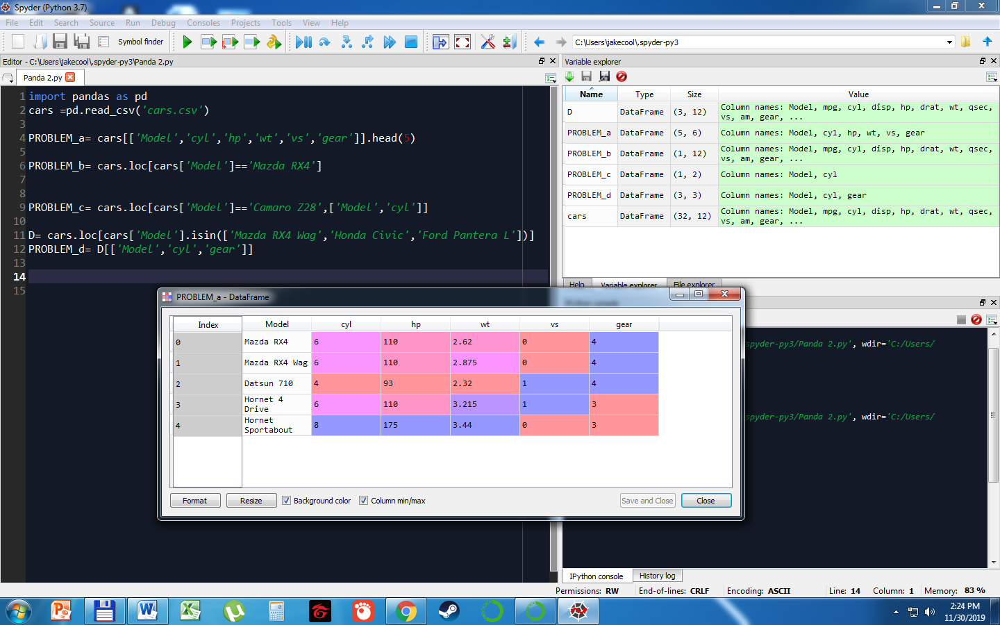 Spyder (Python 3.7)
File Edit Search Source Run Debug Consoles Projects Tools View Help
Symbol finder
C:\Users\jakecool\.spyder-py3
Editor - C:\Users\jakecool\.spyder-py3\Panda 2.py
Panda 2.py
1 import pandas as pd
2 cars =pd.read_csv('cars.csv')
3
4 PROBLEM_a= cars[['Model','cyl','hp','wt','vs','gear']].head(5)
5
6 PROBLEM_b= cars.loc[cars['Model']=='Mazda RX4']
7
8
9 PROBLEM_c= cars.loc[cars['Model']=='Camaro Z28',['Model','cyl']]
10
11 D= cars.loc[cars['Model'].isin(['Mazda RX4 Wag','Honda Civic','Ford Pantera L'])]
12 PROBLEM_d= D[['Model','cyl','gear']]
13
14
15
Variable explorer
Name Type Size Value
D DataFrame (3, 12) Column names: Model, mpg, cyl, disp, hp, drat, wt, qsec,
vs, am, gear, ...
PROBLEM_a DataFrame (5, 6) Column names: Model, cyl, hp, wt, vs, gear
PROBLEM_b DataFrame (1, 12) Column names: Model, mpg, cyl, disp, hp, drat, wt, qsec,
vs, am, gear, ...
PROBLEM_c DataFrame (1, 2) Column names: Model, cyl
PROBLEM_d DataFrame (3, 3) Column names: Model, cyl, gear
cars DataFrame (32, 12) Column names: Model, mpg, cyl, disp, hp, drat, wt, qsec,
vs, am, gear, ...
Help Variable explorer File explorer
IPython console
spyder-py3/Panda 2.py', wdir='C:/Users/
spyder-py3/Panda 2.py', wdir='C:/Users/
PROBLEM_a - DataFrame
Index Model cyl hp wt vs gear
0 Mazda RX4 6 110 2.62 0 4
1 Mazda RX4 Wag 6 110 2.875 0 4
2 Datsun 710 4 93 2.32 1 4
3 Hornet 4 Drive 6 110 3.215 1 3
4 Hornet Sportabout 8 175 3.44 0 3
Format Resize Background color Column min/max Save and Close Close
IPython console History log
Permissions: RW End-of-lines: CRLF Encoding: ASCII Line: 14 Column: 1 Memory: 83 %
2:24 PM
11/30/2019